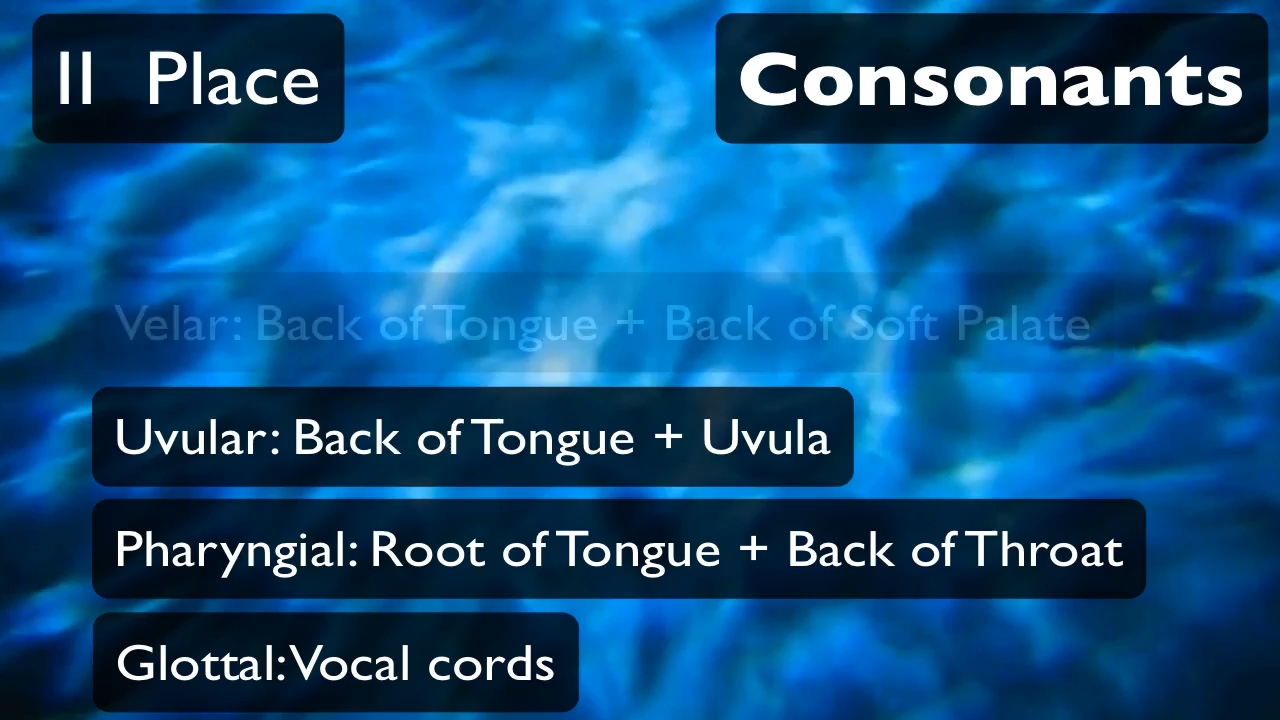 II Place
Consonants
Velar: Back of Tongue + Back of Soft Palate
Uvular: Back of Tongue + Uvula
Pharyngial: Root of Tongue + Back of Throat
Glottal: Vocal cords